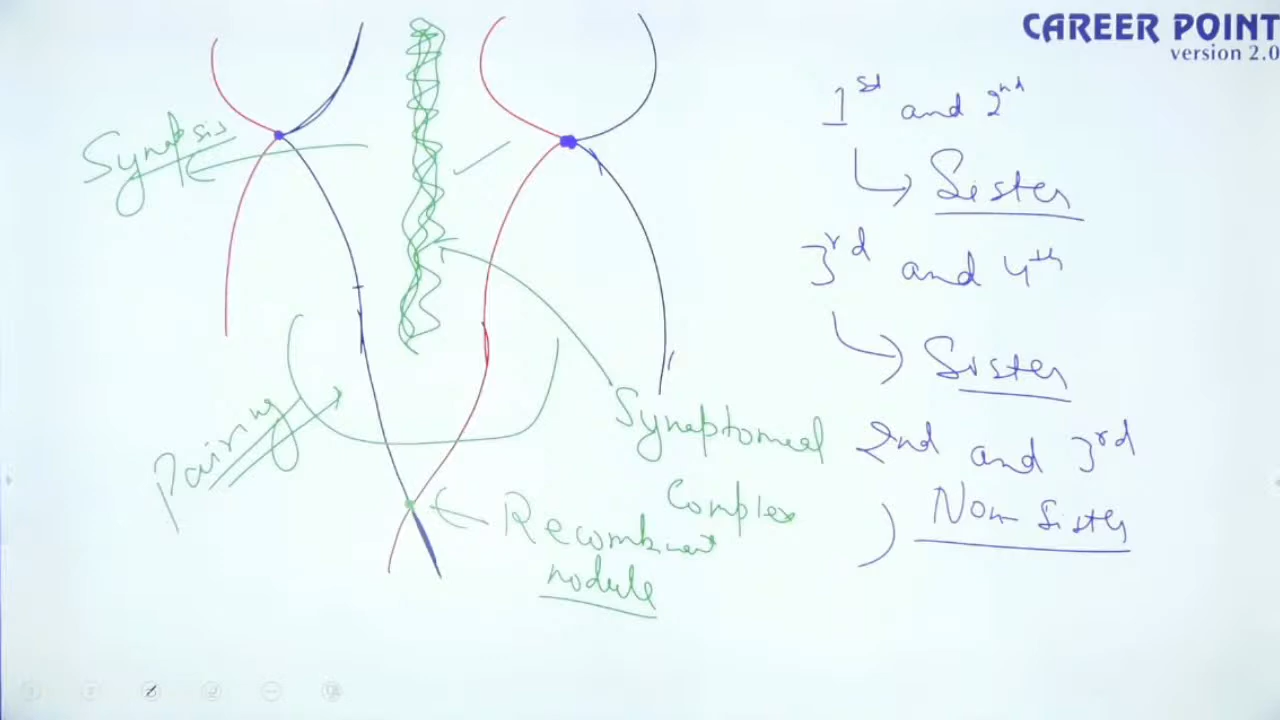 CAREER POINT
version 2.0
1st and 2nd
Sister
3rd and 4th
Sister
2nd and 3rd
Non Sister
Synapsis
Pairing
Synaptomeal
Complex
Recombinant
nodule